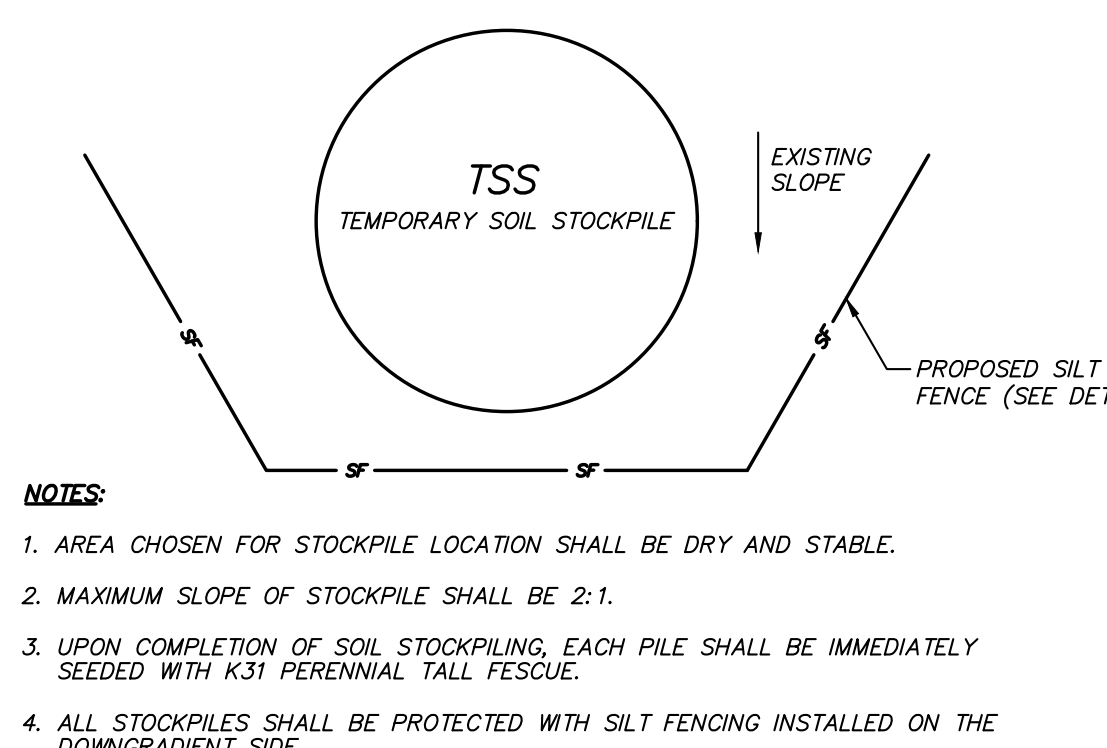 TSS
TEMPORARY SOIL STOCKPILE
EXISTING
SLOPE
SF
SF
PROPOSED SILT
FENCE (SEE DET
SF
SF
NOTES:
1. AREA CHOSEN FOR STOCKPILE LOCATION SHALL BE DRY AND STABLE.
2. MAXIMUM SLOPE OF STOCKPILE SHALL BE 2:1.
3. UPON COMPLETION OF SOIL STOCKPILING, EACH PILE SHALL BE IMMEDIATELY
SEEDED WITH K31 PERENNIAL TALL FESCUE.
4. ALL STOCKPILES SHALL BE PROTECTED WITH SILT FENCING INSTALLED ON THE
DOWNGRADIENT SIDE